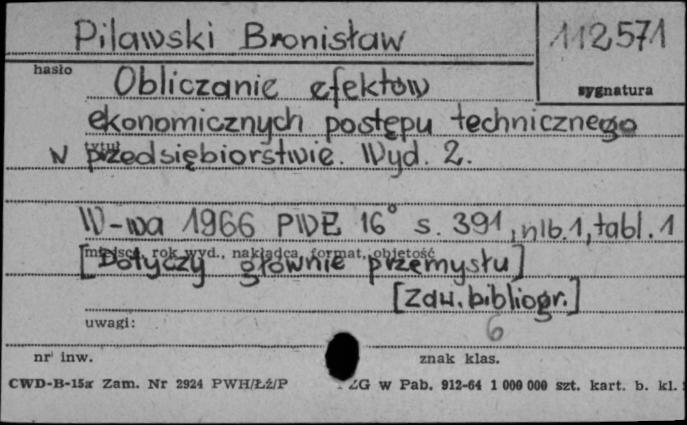 Pilawski Bronisław
112571
hasło
sygnatura
Obliczanie efektów
ekonomicznych postępu technicznego
tytuł
w przedsiębiorstwie. Wyd. 2.
W-wa 1966 PWE 16° s. 391, nlb. 1, tabl. 1
miejsce, rok wyd., nakładca, format, objętość
[Dotyczy głównie przemysłu]
[Zaw. bibliogr.]
uwagi:
6
nr inw.
znak klas.
CWD-B-15a Zam. Nr 2924 PWH/Łź/P
ZG w Pab. 912-64 1 000 000 szt. kart. b. kl.